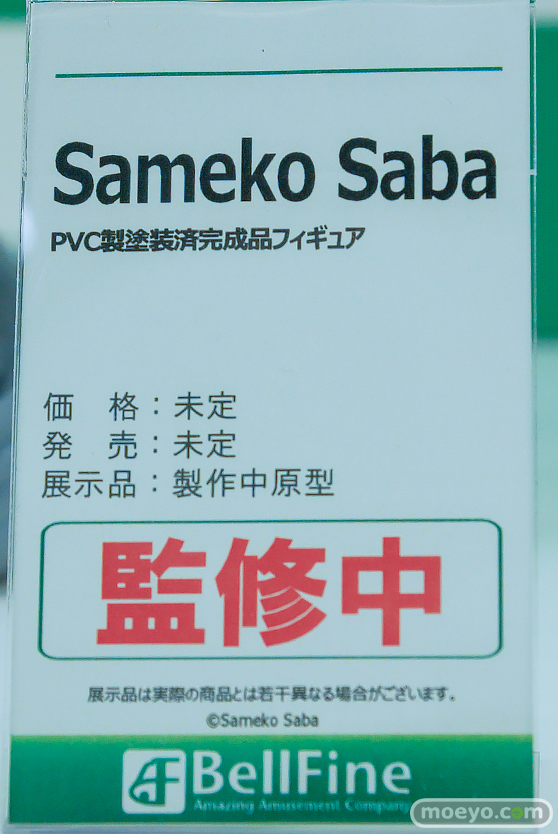 Sameko Saba
PVC製塗装済完成品フィギュア
価　格：未定
発　売：未定
展示品：製作中原型
監修中
展示品は実際の商品とは若干異なる場合がございます。
©Sameko Saba
BellFine
Amazing Amusement Company
moeyo.com